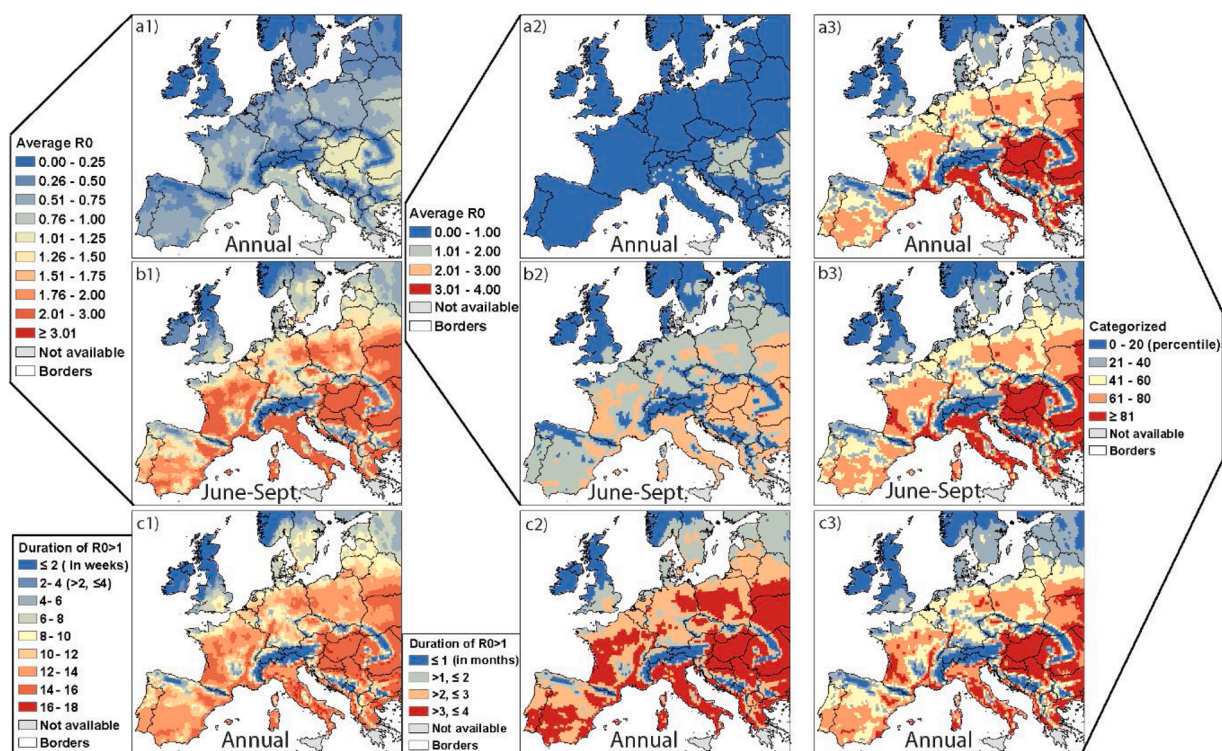 a1)
Annual
a2)
Annual
a3)
Average R0
0.00 - 0.25
0.26 - 0.50
0.51 - 0.75
0.76 - 1.00
1.01 - 1.25
1.26 - 1.50
1.51 - 1.75
1.76 - 2.00
2.01 - 3.00
≥ 3.01
Not available
Borders
Average R0
0.00 - 1.00
1.01 - 2.00
2.01 - 3.00
3.01 - 4.00
Not available
Borders
b1)
June-Sept.
b2)
June-Sept.
b3)
Categorized
0 - 20 (percentile)
21 - 40
41 - 60
61 - 80
≥ 81
Not available
Borders
Duration of R0>1
≤ 2 ( in weeks)
2- 4 (>2, ≤4)
4- 6
6- 8
8- 10
10- 12
12- 14
14- 16
16- 18
Not available
Borders
c1)
Annual
Duration of R0>1
≤ 1 (in months)
>1, ≤ 2
>2, ≤ 3
>3, ≤ 4
Not available
Borders
c2)
Annual
c3)